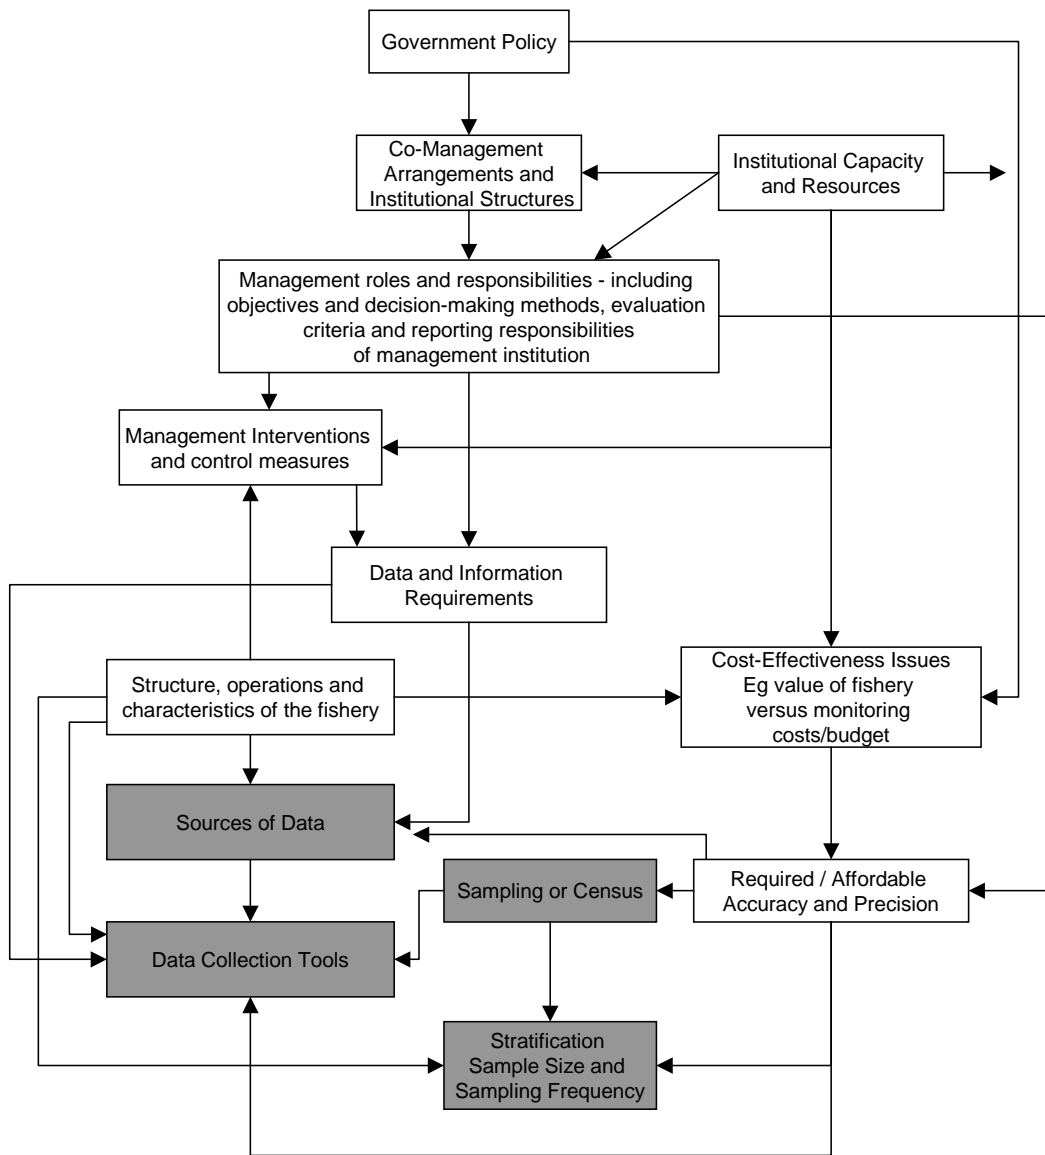 Government Policy
Co-Management
Arrangements and
Institutional Structures
Institutional Capacity
and Resources
Management roles and responsibilities - including
objectives and decision-making methods, evaluation
criteria and reporting responsibilities
of management institution
Management Interventions
and control measures
Data and Information
Requirements
Structure, operations and
characteristics of the fishery
Cost-Effectiveness Issues
Eg value of fishery
versus monitoring
costs/budget
Sources of Data
Sampling or Census
Required / Affordable
Accuracy and Precision
Data Collection Tools
Stratification
Sample Size and
Sampling Frequency